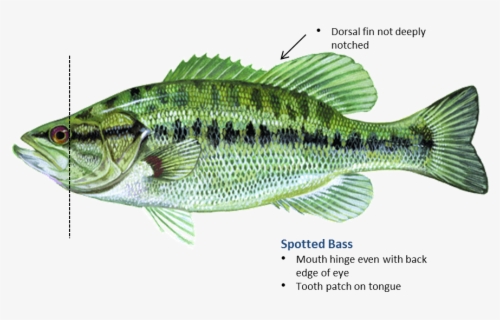 • Dorsal fin not deeply
notched
Spotted Bass
• Mouth hinge even with back
edge of eye
• Tooth patch on tongue